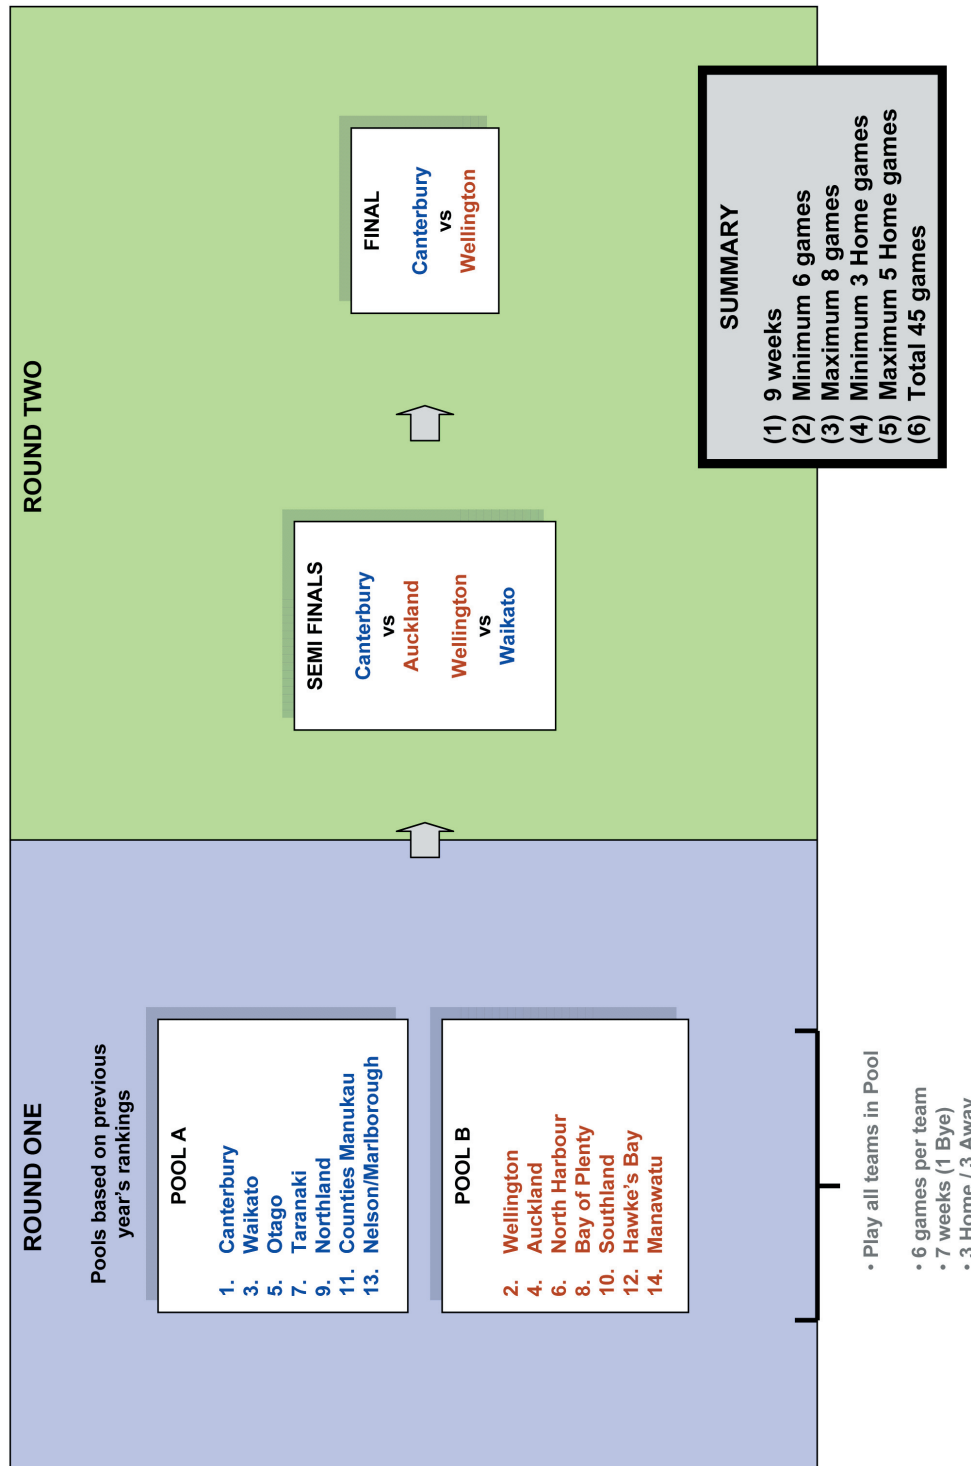 ROUND ONE
Pools based on previous
year's rankings
POOL A
1. Canterbury
3. Waikato
5. Otago
7. Taranaki
9. Northland
11. Counties Manukau
13. Nelson/Marlborough
POOL B
2. Wellington
4. Auckland
6. North Harbour
8. Bay of Plenty
10. Southland
12. Hawke's Bay
14. Manawatu
• Play all teams in Pool
• 6 games per team
• 7 weeks (1 Bye)
• 3 Home / 3 Away
ROUND TWO
SEMI FINALS
Canterbury
vs
Auckland
Wellington
vs
Waikato
FINAL
Canterbury
vs
Wellington
SUMMARY
(1) 9 weeks
(2) Minimum 6 games
(3) Maximum 8 games
(4) Minimum 3 Home games
(5) Maximum 5 Home games
(6) Total 45 games